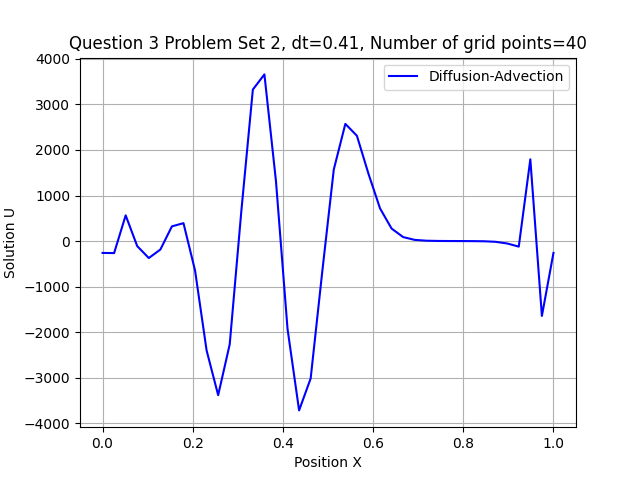 Question 3 Problem Set 2, dt=0.41, Number of grid points=40
Diffusion-Advection
Solution U
4000
3000
2000
1000
0
−1000
−2000
−3000
−4000
0.0 0.2 0.4 0.6 0.8 1.0
Position X